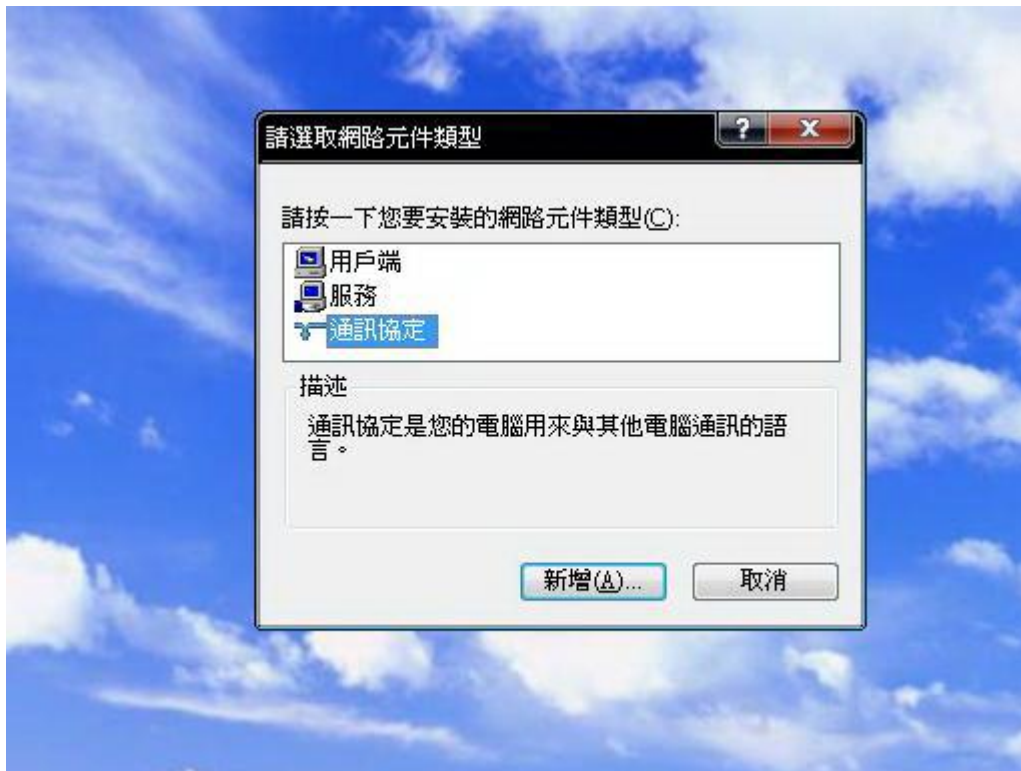 請選取網路元件類型
請按一下您要安裝的網路元件類型(C):
用戶端
服務
通訊協定
描述
通訊協定是您的電腦用來與其他電腦通訊的語
言。
新增(A)...
取消